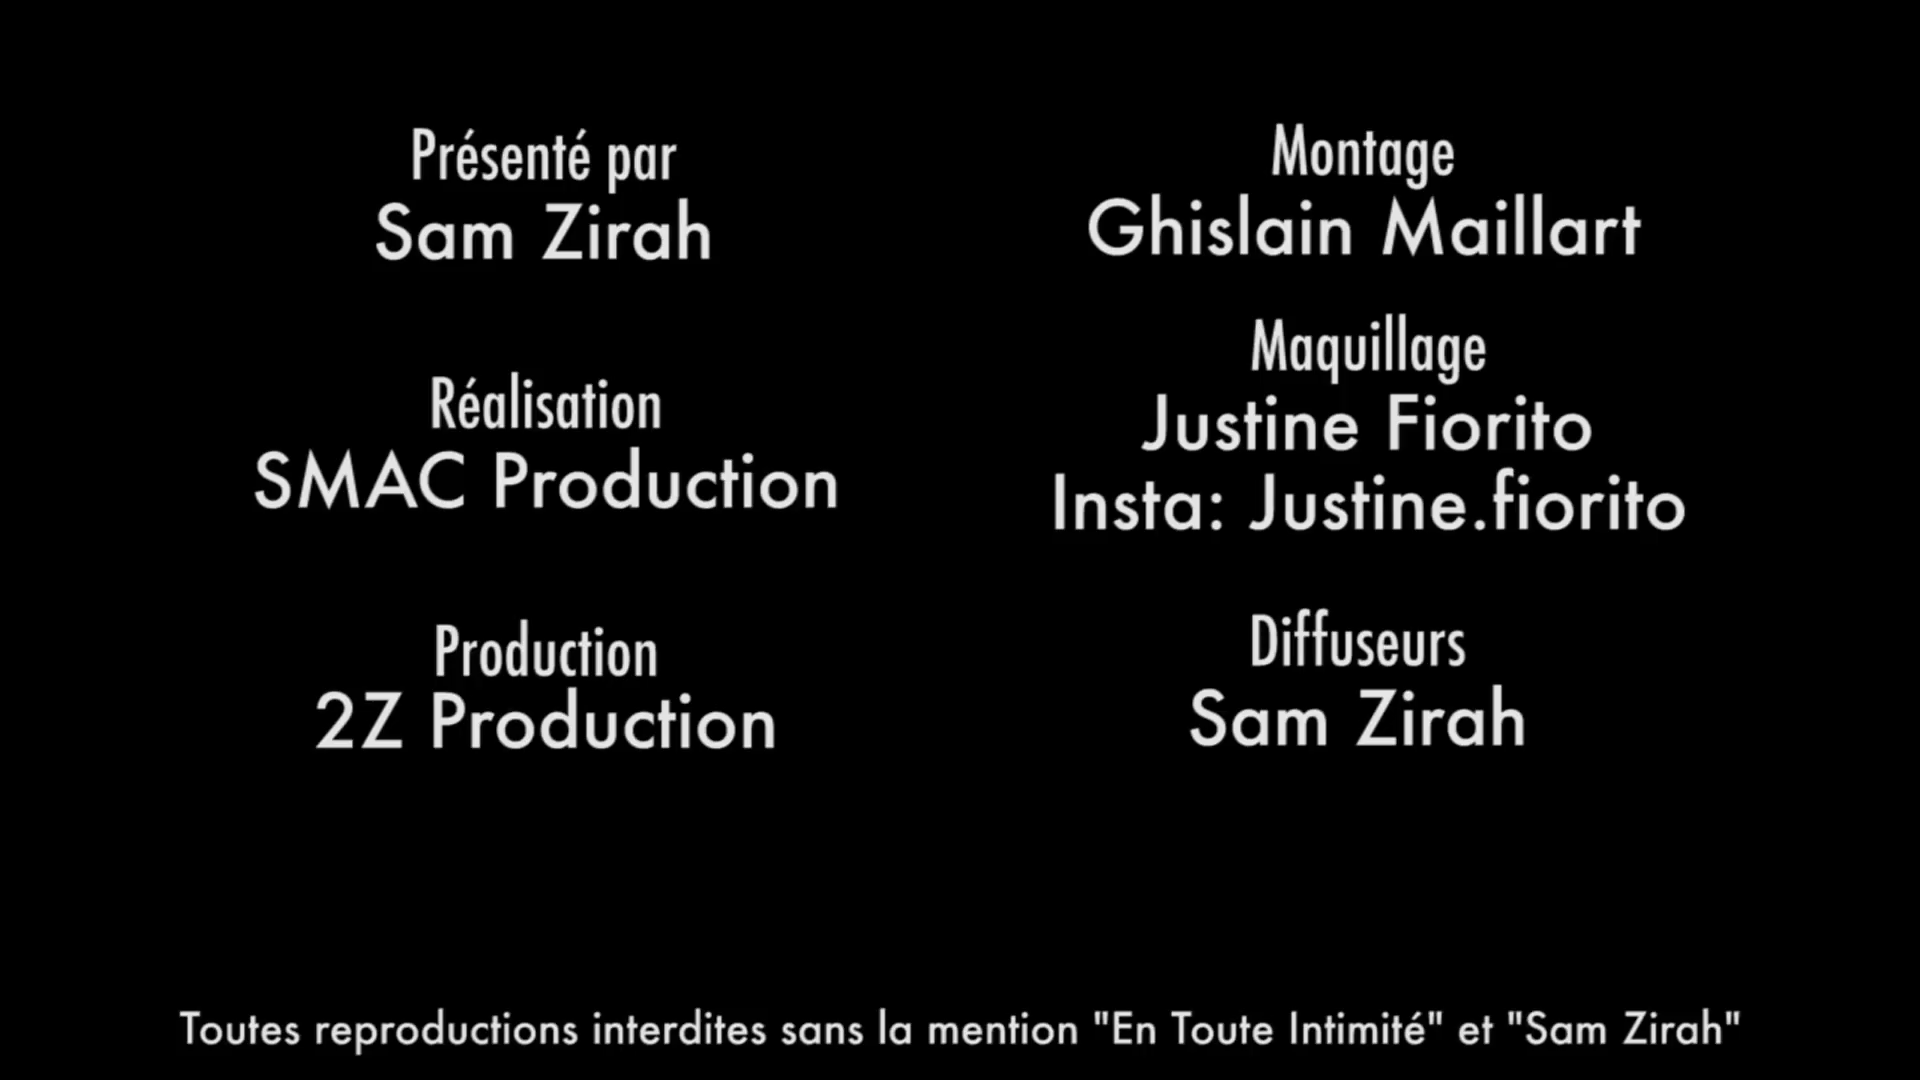 Présenté par
Sam Zirah
Réalisation
SMAC Production
Production
2Z Production
Montage
Ghislain Maillart
Maquillage
Justine Fiorito
Insta: Justine.fiorito
Diffuseurs
Sam Zirah
Toutes reproductions interdites sans la mention "En Toute Intimité" et "Sam Zirah"